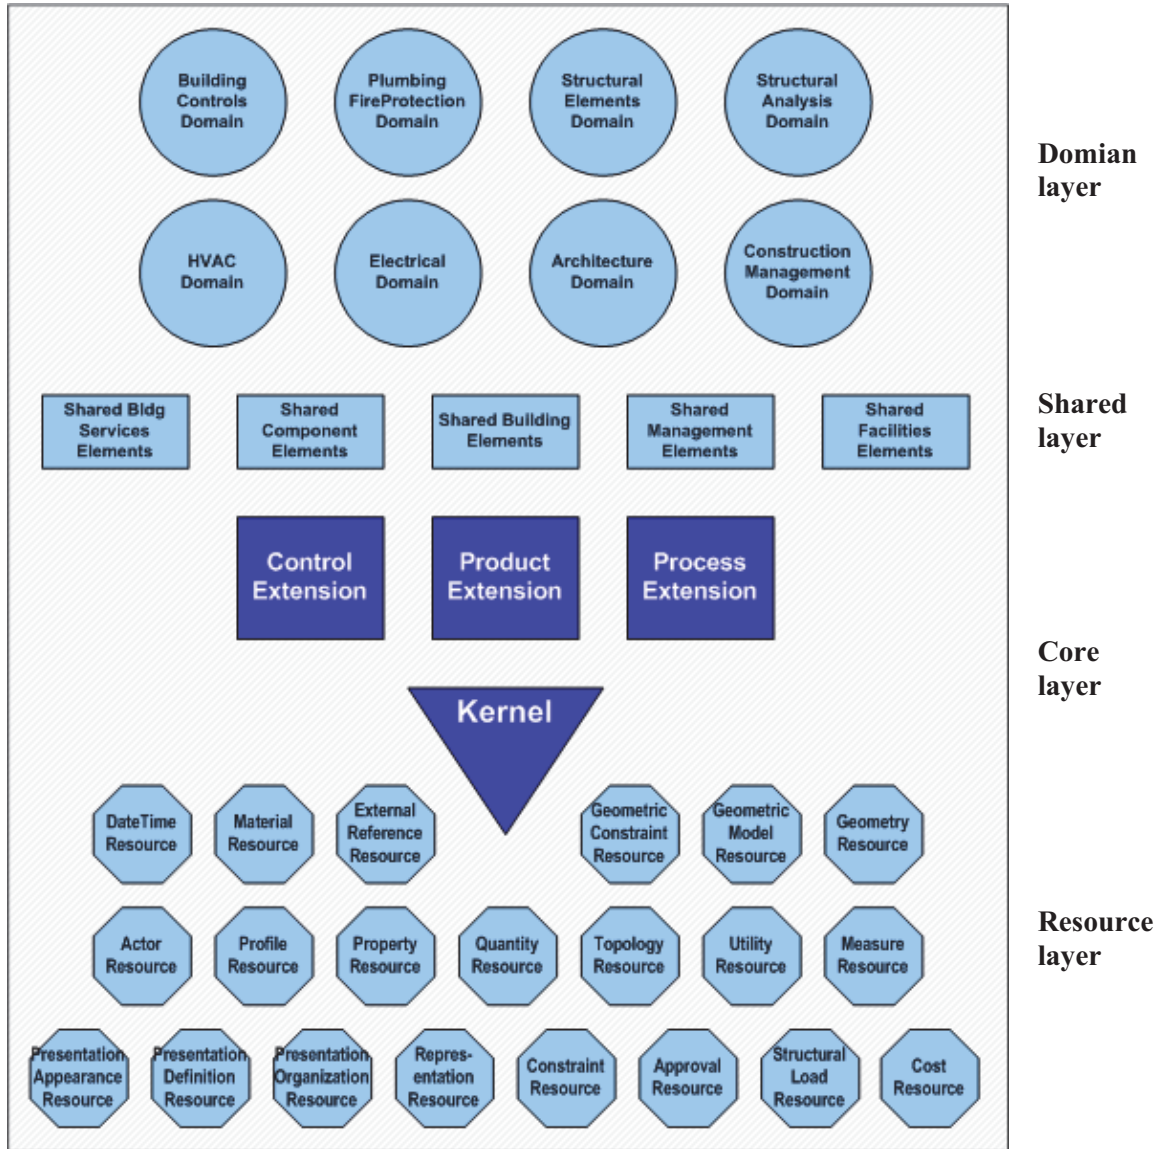 Building
Controls
Domain
Plumbing
FireProtection
Domain
Structural
Elements
Domain
Structural
Analysis
Domain
Domian
layer
HVAC
Domain
Electrical
Domain
Architecture
Domain
Construction
Management
Domain
Shared Bldg
Services
Elements
Shared
Component
Elements
Shared Building
Elements
Shared
Management
Elements
Shared
Facilities
Elements
Shared
layer
Control
Extension
Product
Extension
Process
Extension
Core
layer
Kernel
DateTime
Resource
Material
Resource
External
Reference
Resource
Geometric
Constraint
Resource
Geometric
Model
Resource
Geometry
Resource
Actor
Resource
Profile
Resource
Property
Resource
Quantity
Resource
Topology
Resource
Utility
Resource
Measure
Resource
Resource
layer
Presentation
Appearance
Resource
Presentation
Definition
Resource
Presentation
Organization
Resource
Repres-
entation
Resource
Constraint
Resource
Approval
Resource
Structural
Load
Resource
Cost
Resource